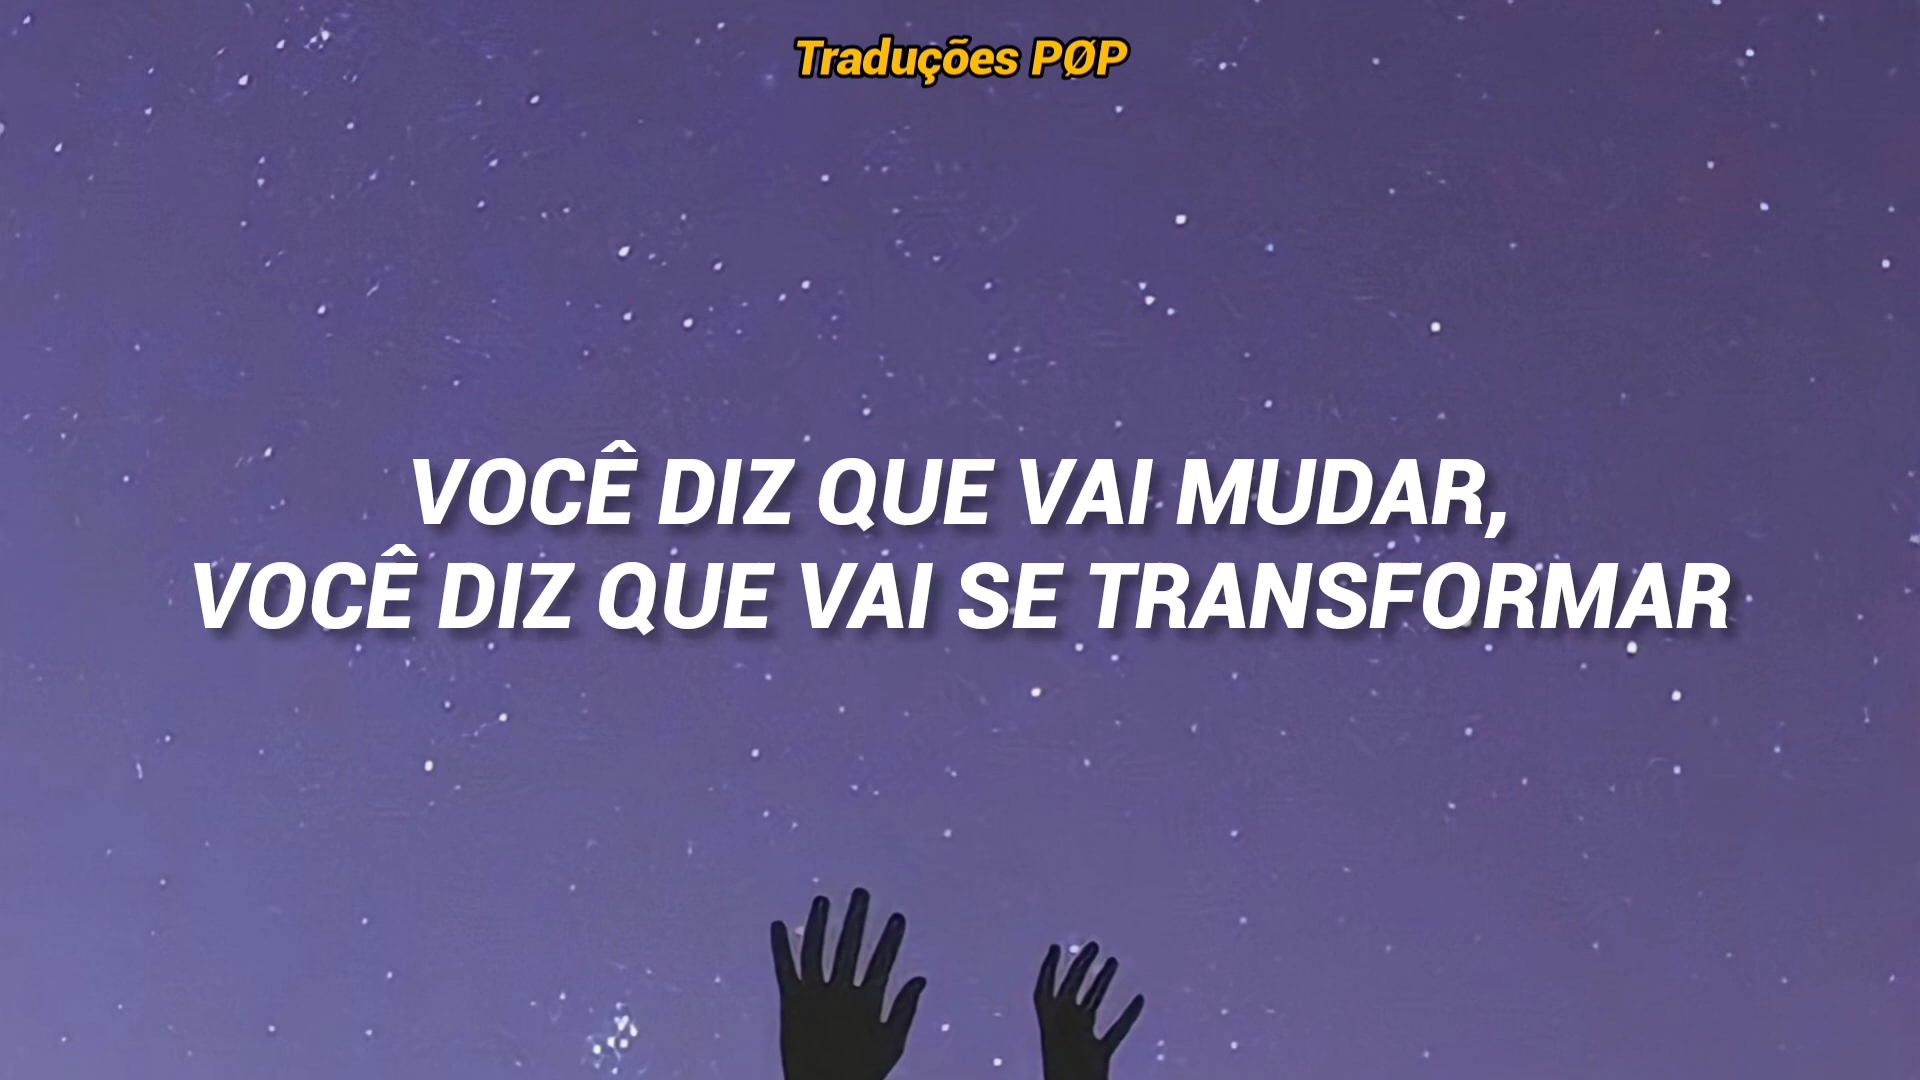 Traduções PØP
VOCÊ DIZ QUE VAI MUDAR,
VOCÊ DIZ QUE VAI SE TRANSFORMAR